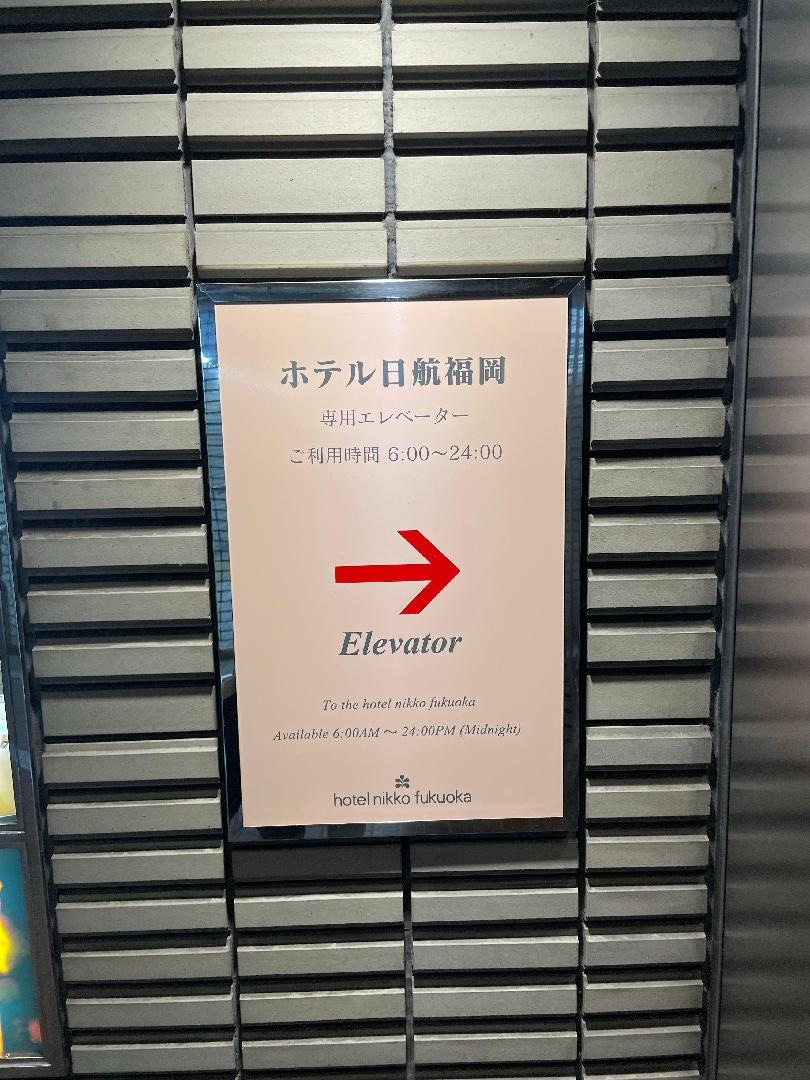 ホテル日航福岡
専用エレベーター
ご利用時間 6:00〜24:00
Elevator
To the hotel nikko fukuoka
Available 6:00AM 〜 24:00PM (Midnight)
hotel nikko fukuoka